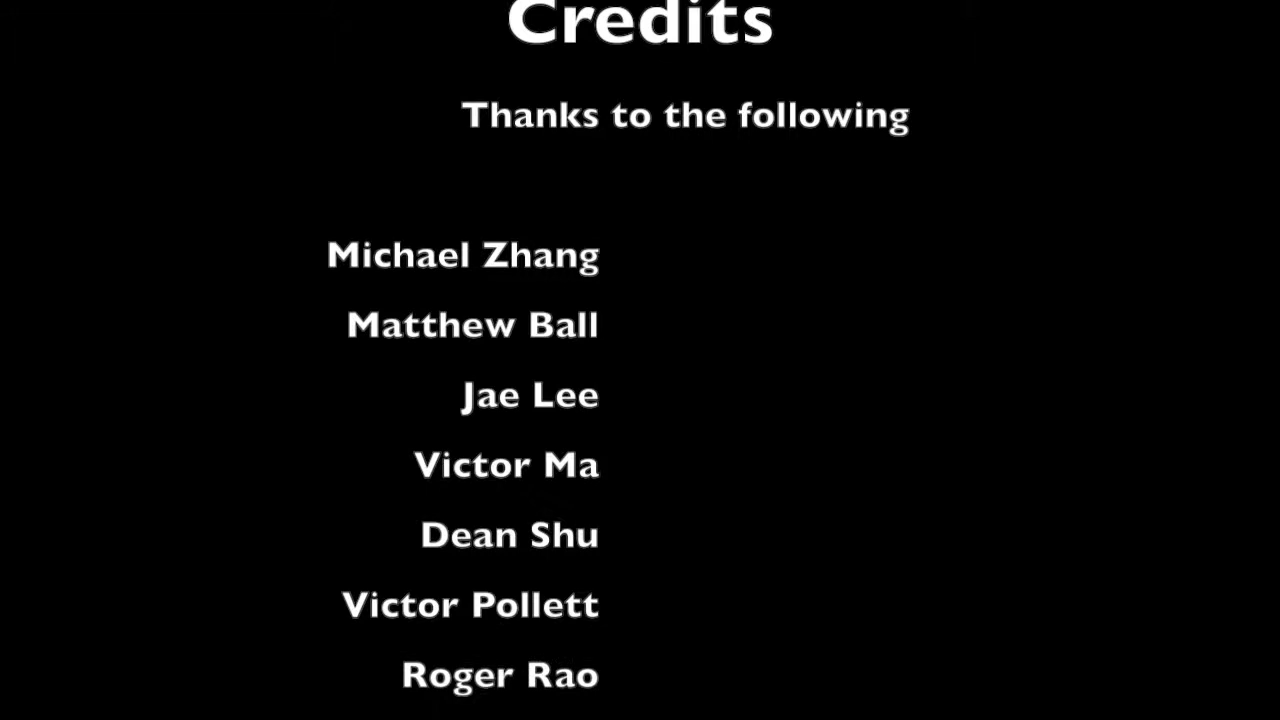 Credits
Thanks to the following
Michael Zhang
Matthew Ball
Jae Lee
Victor Ma
Dean Shu
Victor Pollett
Roger Rao